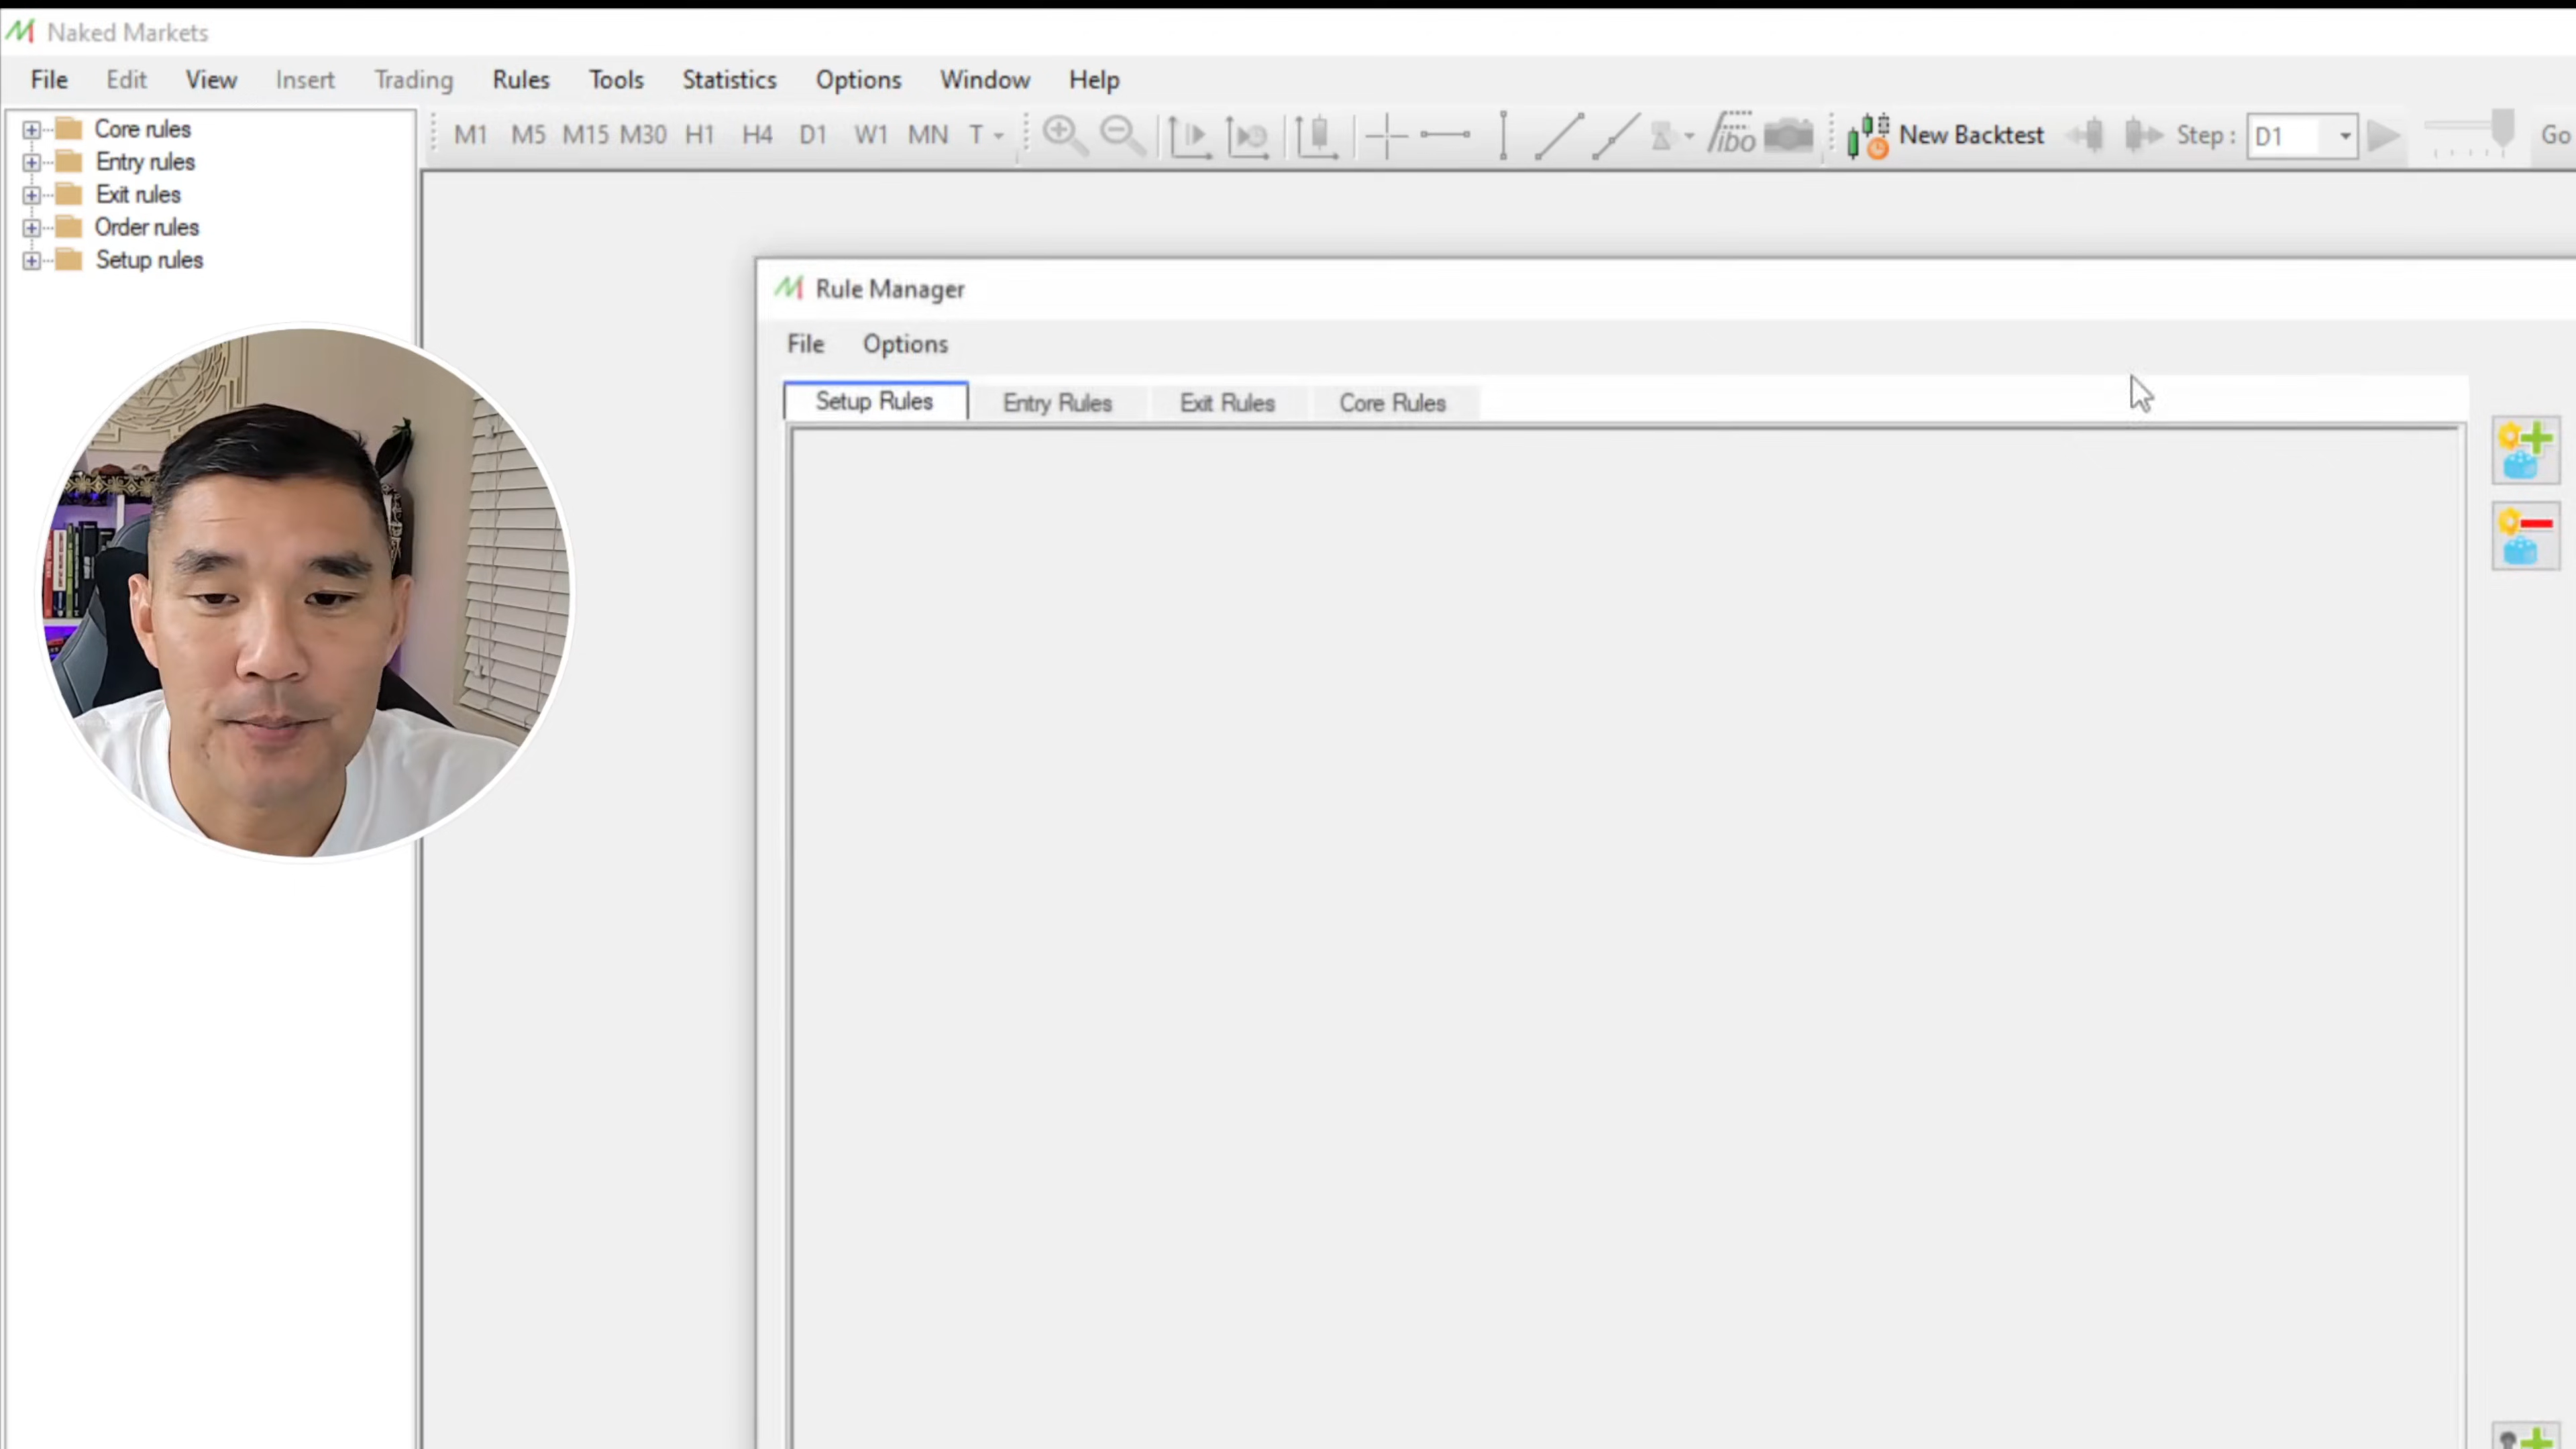 Naked Markets
File Edit View Insert Trading Rules Tools Statistics Options Window Help
M1 M5 M15 M30 H1 H4 D1 W1 MN T fibo New Backtest Step : D1 Go
Core rules
Entry rules
Exit rules
Order rules
Setup rules
Rule Manager
File Options
Setup Rules Entry Rules Exit Rules Core Rules